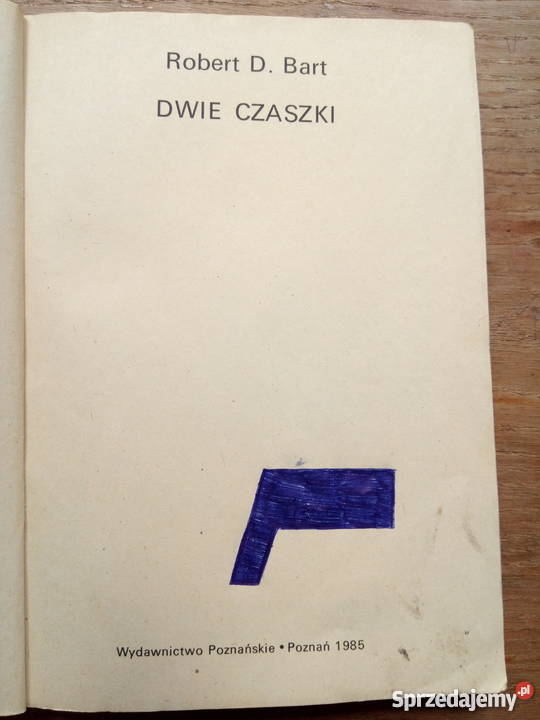 Robert D. Bart
DWIE CZASZKI
Wydawnictwo Poznańskie • Poznań 1985
Sprzedajemy.pl